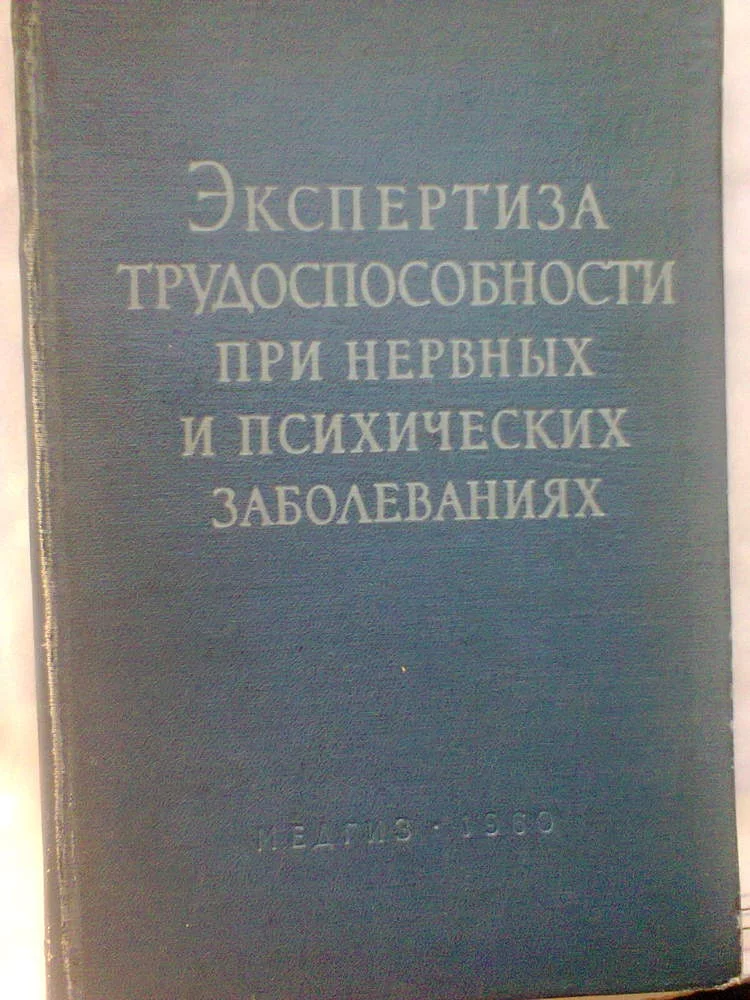 Экспертиза
трудоспособности
при нервных
и психических
заболеваниях
МЕДГИЗ · 1960